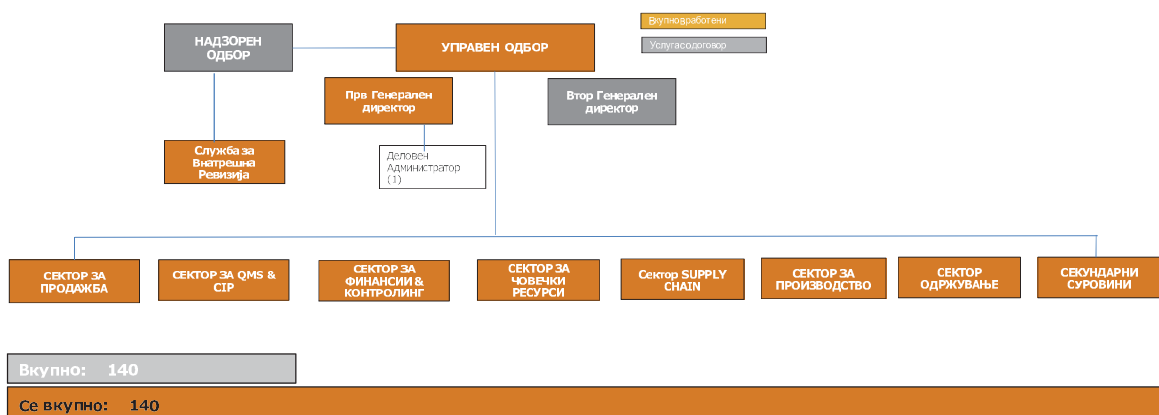 Вкупновработени
Услугасодоговор
НАДЗОРЕН
ОДБОР
УПРАВЕН ОДБОР
Прв Генерален
директор
Втор Генерален
директор
Служба за
Внатрешна
Ревизија
Деловен
Администратор
(1)
СЕКТОР ЗА
ПРОДАЖБА
СЕКТОР ЗА QMS &
CIP
СЕКТОР ЗА
ФИНАНСИИ &
КОНТРОЛИНГ
СЕКТОР ЗА
ЧОВЕЧКИ
РЕСУРСИ
Сектор SUPPLY
CHAIN
СЕКТОР ЗА
ПРОИЗВОДСТВО
СЕКТОР
ОДРЖУВАЊЕ
СЕКУНДАРНИ
СУРОВИНИ
Вкупно: 140
Се вкупно: 140